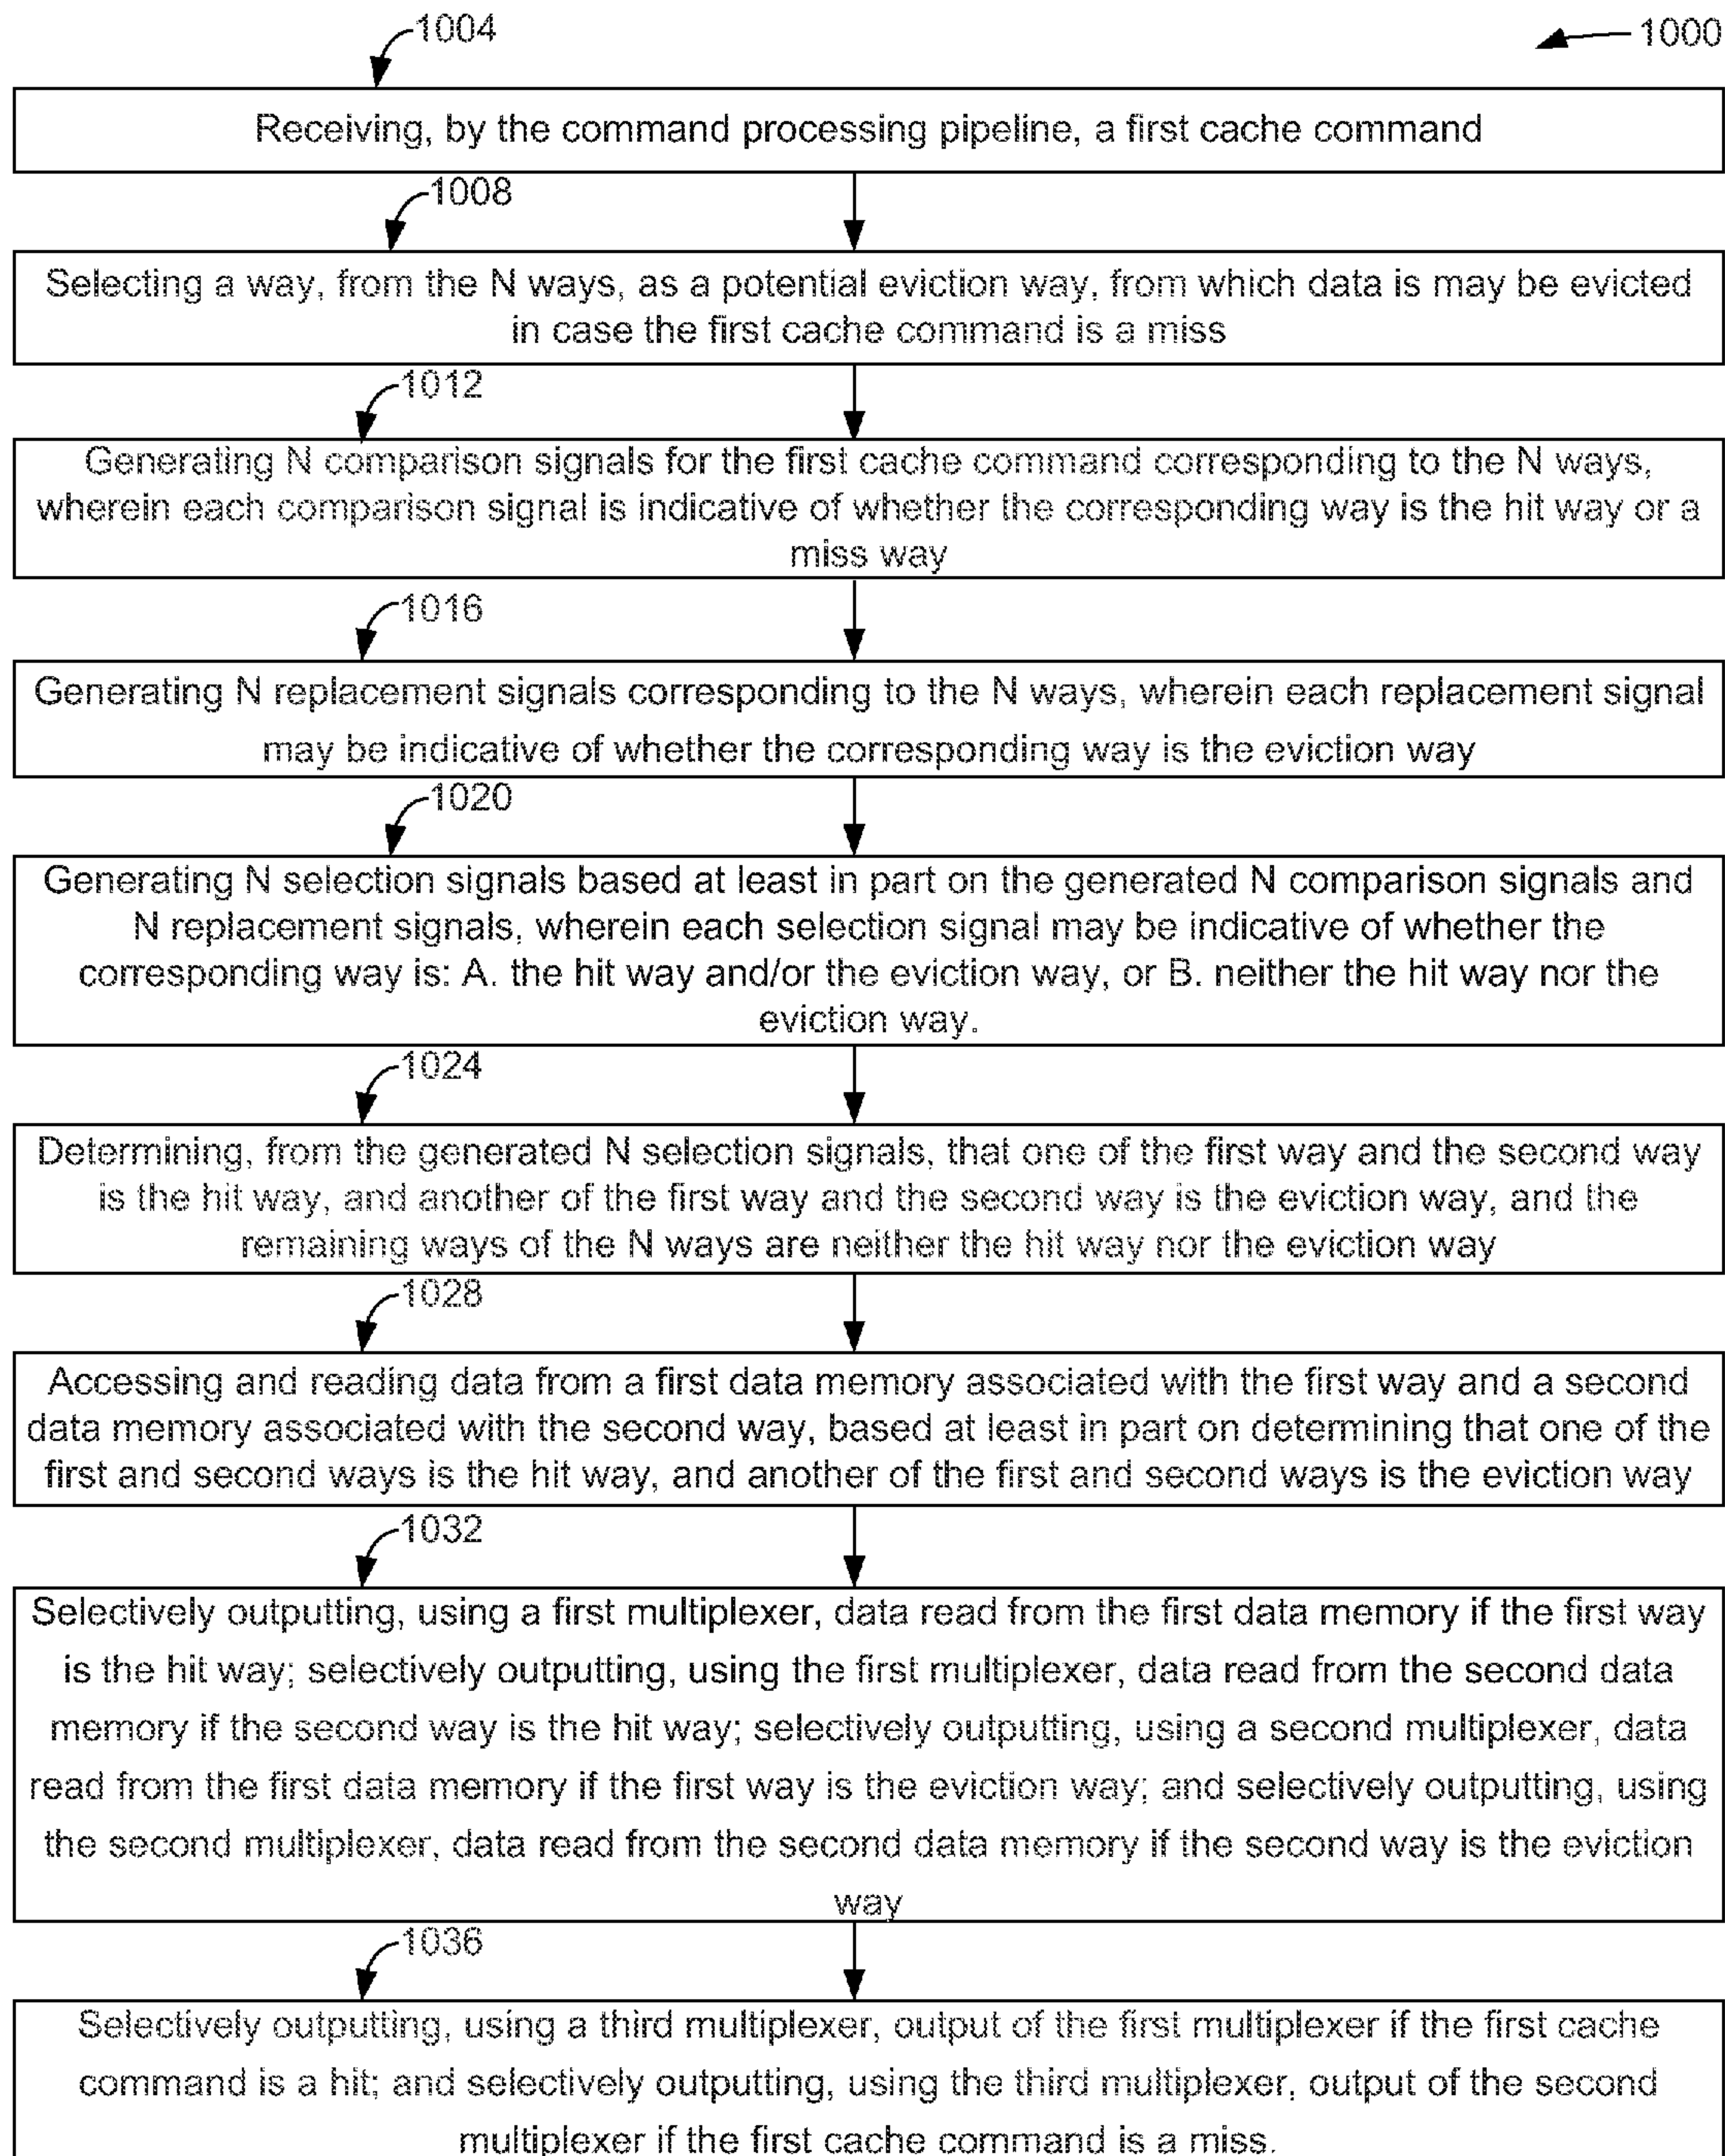 1004
1000
Receiving, by the command processing pipeline, a first cache command
1008
Selecting a way, from the N ways, as a potential eviction way, from which data is may be evicted
in case the first cache command is a miss
1012
Generating N comparison signals for the first cache command corresponding to the N ways,
wherein each comparison signal is indicative of whether the corresponding way is the hit way or a
miss way
1016
Generating N replacement signals corresponding to the N ways, wherein each replacement signal
may be indicative of whether the corresponding way is the eviction way
1020
Generating N selection signals based at least in part on the generated N comparison signals and
N replacement signals, wherein each selection signal may be indicative of whether the
corresponding way is: A. the hit way and/or the eviction way, or B. neither the hit way nor the
eviction way.
1024
Determining, from the generated N selection signals, that one of the first way and the second way
is the hit way, and another of the first way and the second way is the eviction way, and the
remaining ways of the N ways are neither the hit way nor the eviction way
1028
Accessing and reading data from a first data memory associated with the first way and a second
data memory associated with the second way, based at least in part on determining that one of the
first and second ways is the hit way, and another of the first and second ways is the eviction way
1032
Selectively outputting, using a first multiplexer, data read from the first data memory if the first way
is the hit way; selectively outputting, using the first multiplexer, data read from the second data
memory if the second way is the hit way; selectively outputting, using a second multiplexer, data
read from the first data memory if the first way is the eviction way; and selectively outputting, using
the second multiplexer, data read from the second data memory if the second way is the eviction
way
1036
Selectively outputting, using a third multiplexer, output of the first multiplexer if the first cache
command is a hit; and selectively outputting, using the third multiplexer, output of the second
multiplexer if the first cache command is a miss.